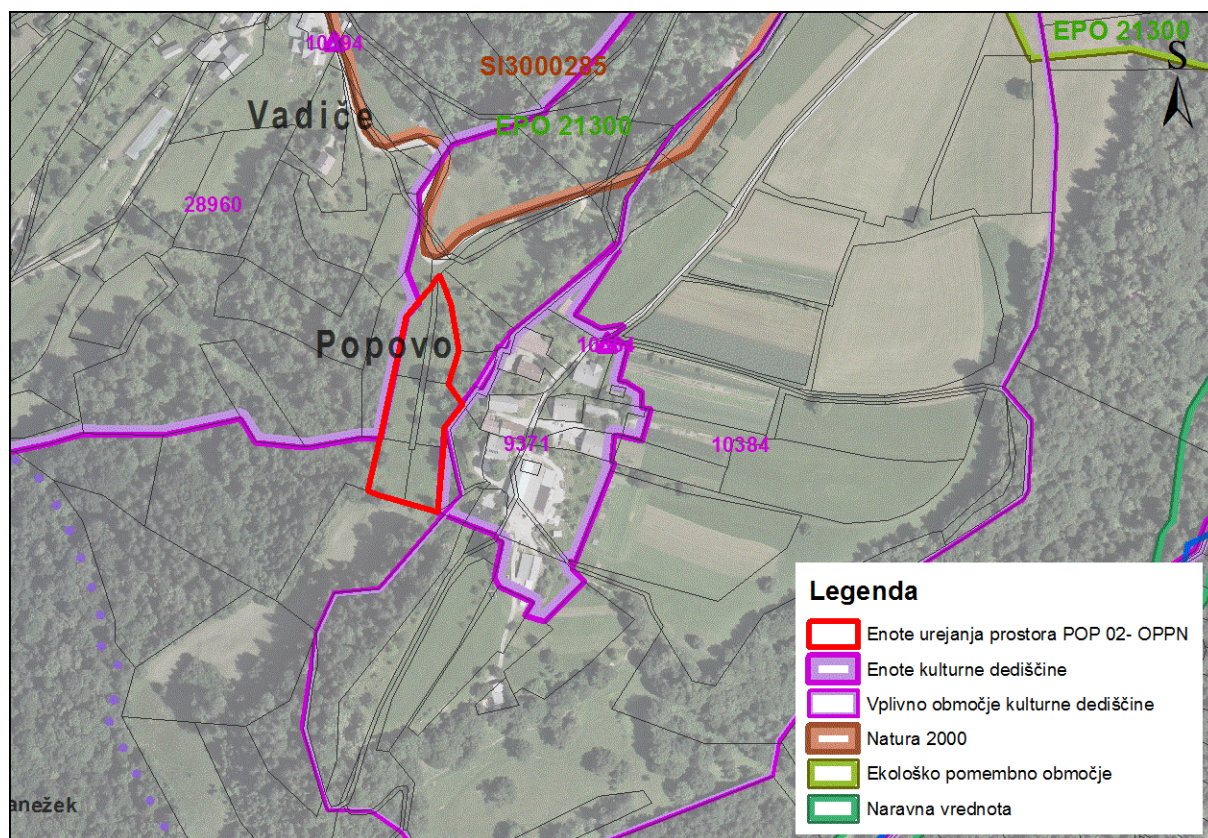 10694
EPO 21300
SI3000285
S
Vadiče
EPO 21300
28960
Popovo
9371
10384
anežek
Legenda
Enote urejanja prostora POP 02- OPPN
Enote kulturne dediščine
Vplivno območje kulturne dediščine
Natura 2000
Ekološko pomembno območje
Naravna vrednota